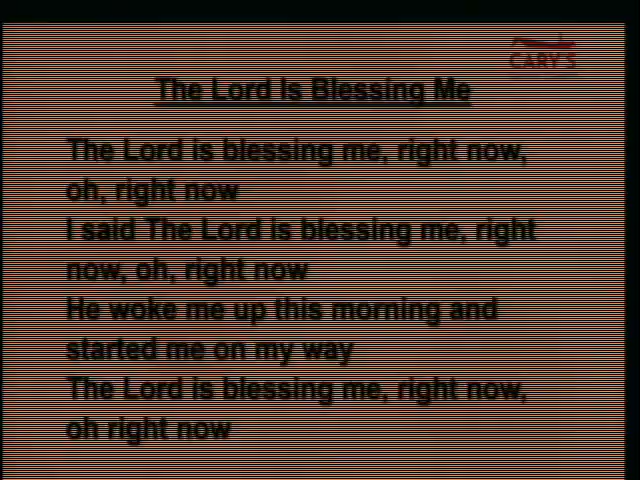 CARY'S
The Lord Is Blessing Me
The Lord is blessing me, right now,
oh, right now
I said The Lord is blessing me, right
now, oh, right now
He woke me up this morning and
started me on my way
The Lord is blessing me, right now,
oh right now